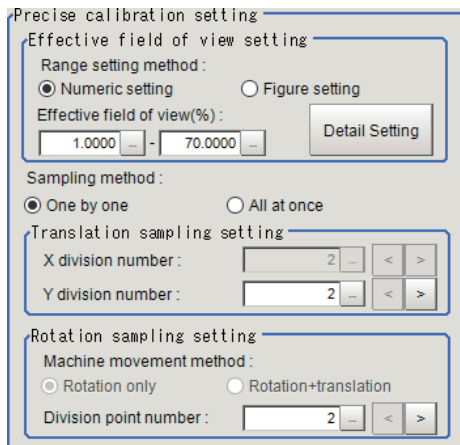 Precise calibration setting
Effective field of view setting
Range setting method :
Numeric setting Figure setting
Effective field of view(%) :
1.0000 ... - 70.0000 ... Detail Setting
Sampling method :
One by one All at once
Translation sampling setting
X division number : 2 ... < >
Y division number : 2 ... < >
Rotation sampling setting
Machine movement method :
Rotation only Rotation+translation
Division point number : 2 ... < >